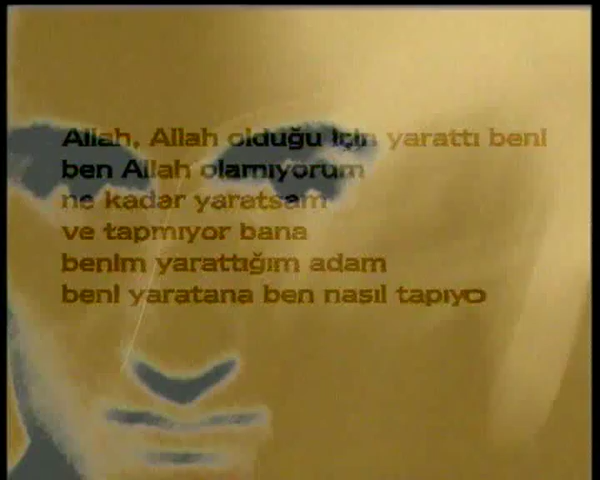 Allah, Allah olduğu için yarattı beni
ben Allah olamıyorum
ne kadar yaratsam
ve tapmıyor bana
benim yarattığım adam
beni yaratana ben nasıl tapıyo